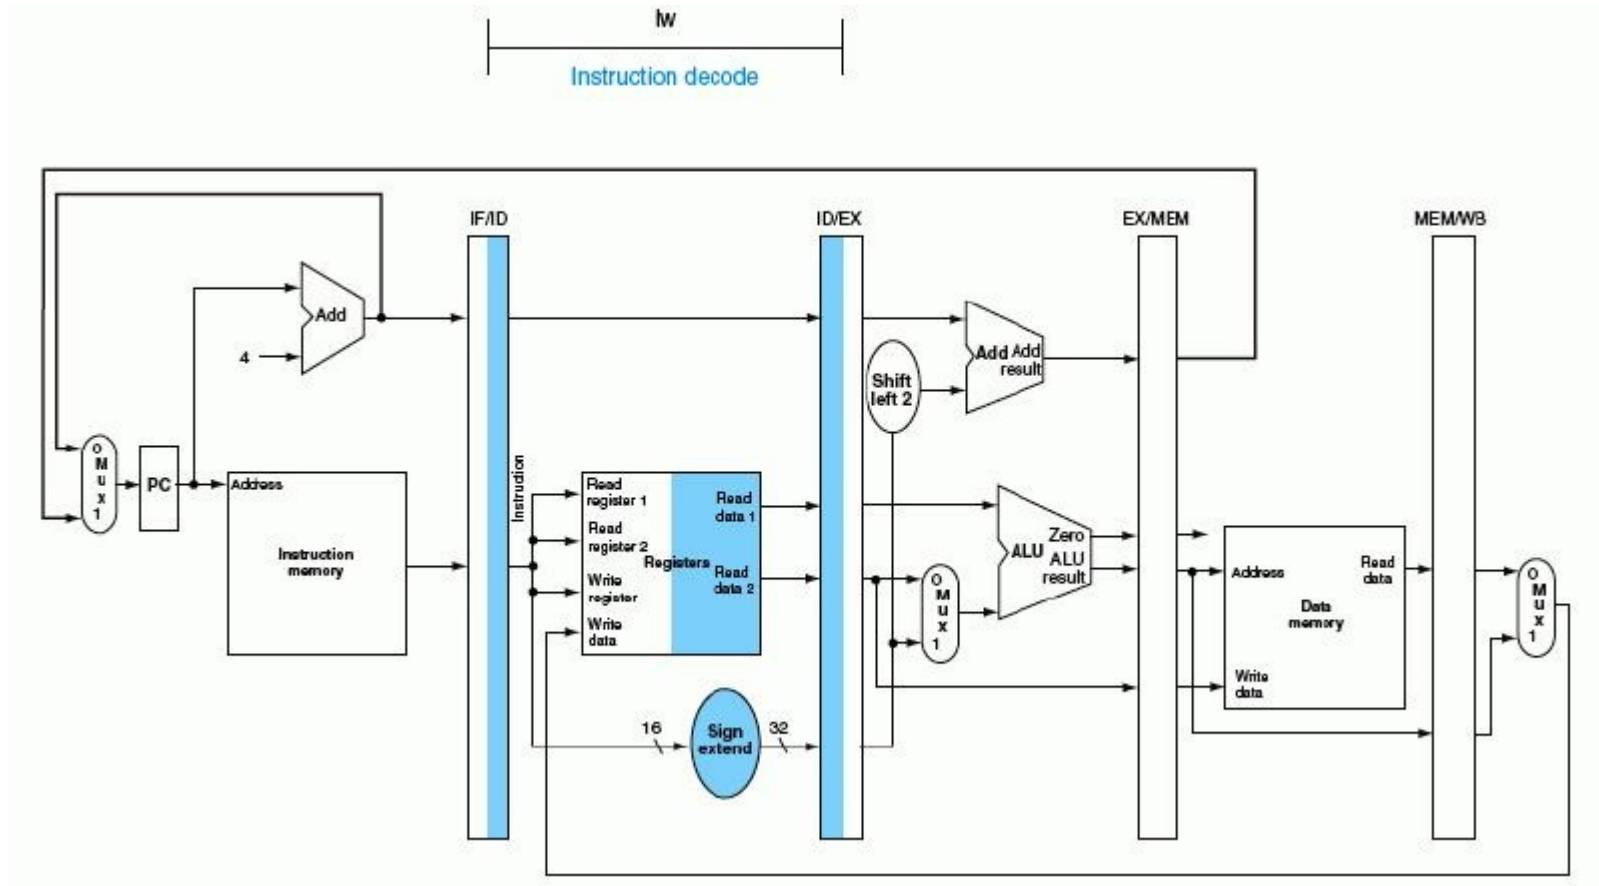 lw
Instruction decode
IF/ID
ID/EX
EX/MEM
MEM/WB
Add
4
Shift
left 2
Add Add
result
0
M
u
x
1
PC
Address
Instruction
memory
Instruction
Read
register 1
Read
register 2
Write
register
Write
data
Registers
Read
data 1
Read
data 2
16
Sign
extend
32
0
M
u
x
1
ALU
Zero
ALU
result
Address
Read
data
Data
memory
Write
data
0
M
u
x
1